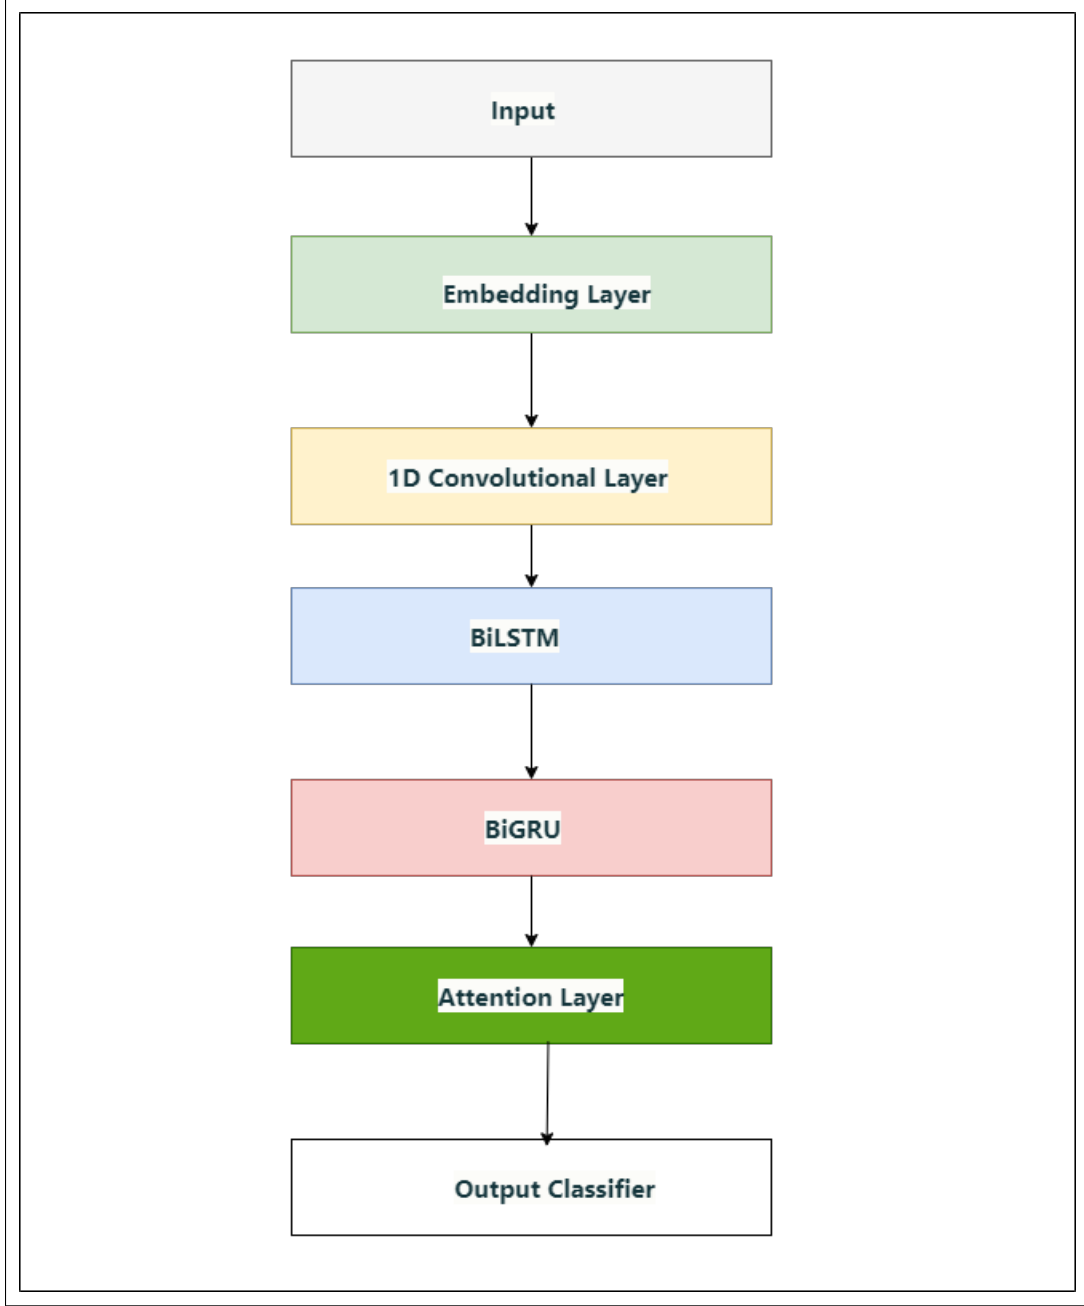 Input
Embedding Layer
1D Convolutional Layer
BiLSTM
BiGRU
Attention Layer
Output Classifier